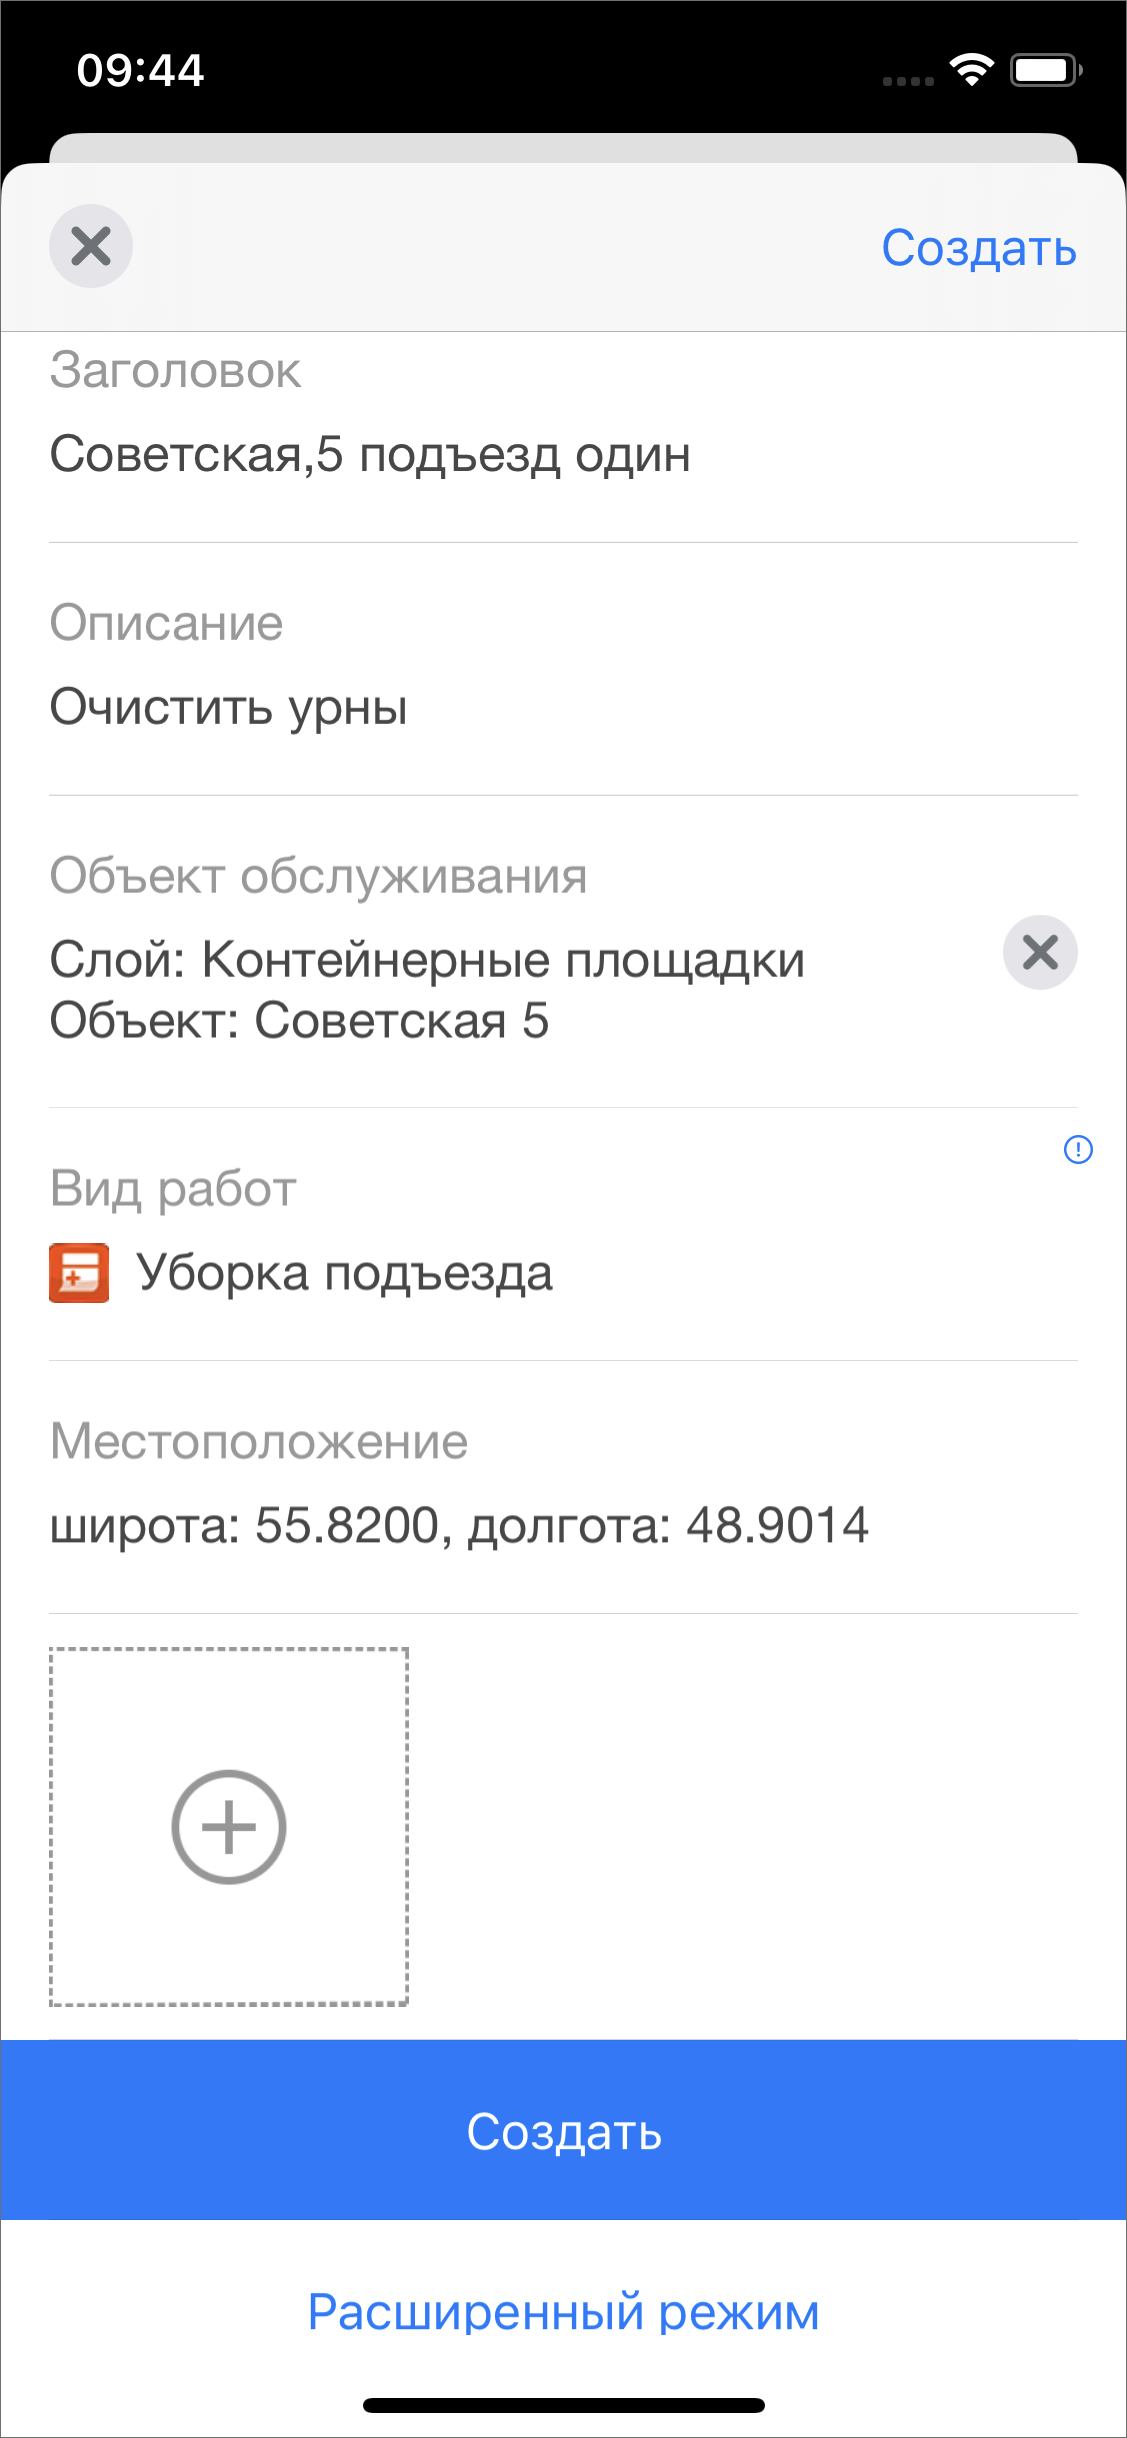 09:44
Создать
Заголовок
Советская,5 подъезд один
Описание
Очистить урны
Объект обслуживания
Слой: Контейнерные площадки
Объект: Советская 5
Вид работ
Уборка подъезда
Местоположение
широта: 55.8200, долгота: 48.9014
Создать
Расширенный режим